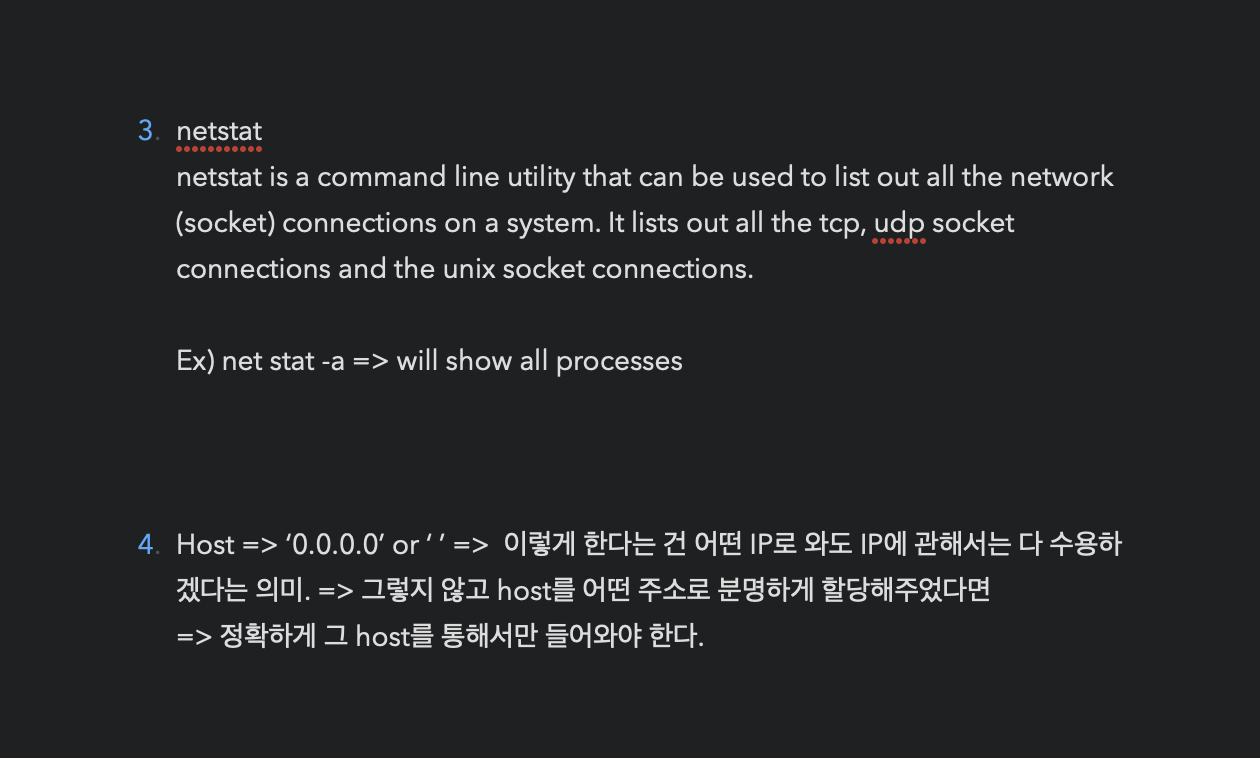 3. netstat
netstat is a command line utility that can be used to list out all the network
(socket) connections on a system. It lists out all the tcp, udp socket
connections and the unix socket connections.
Ex) net stat -a => will show all processes
4. Host => ‘0.0.0.0’ or ‘ ’ => 이렇게 한다는 건 어떤 IP로 와도 IP에 관해서는 다 수용하
겠다는 의미. => 그렇지 않고 host를 어떤 주소로 분명하게 할당해주었다면
=> 정확하게 그 host를 통해서만 들어와야 한다.